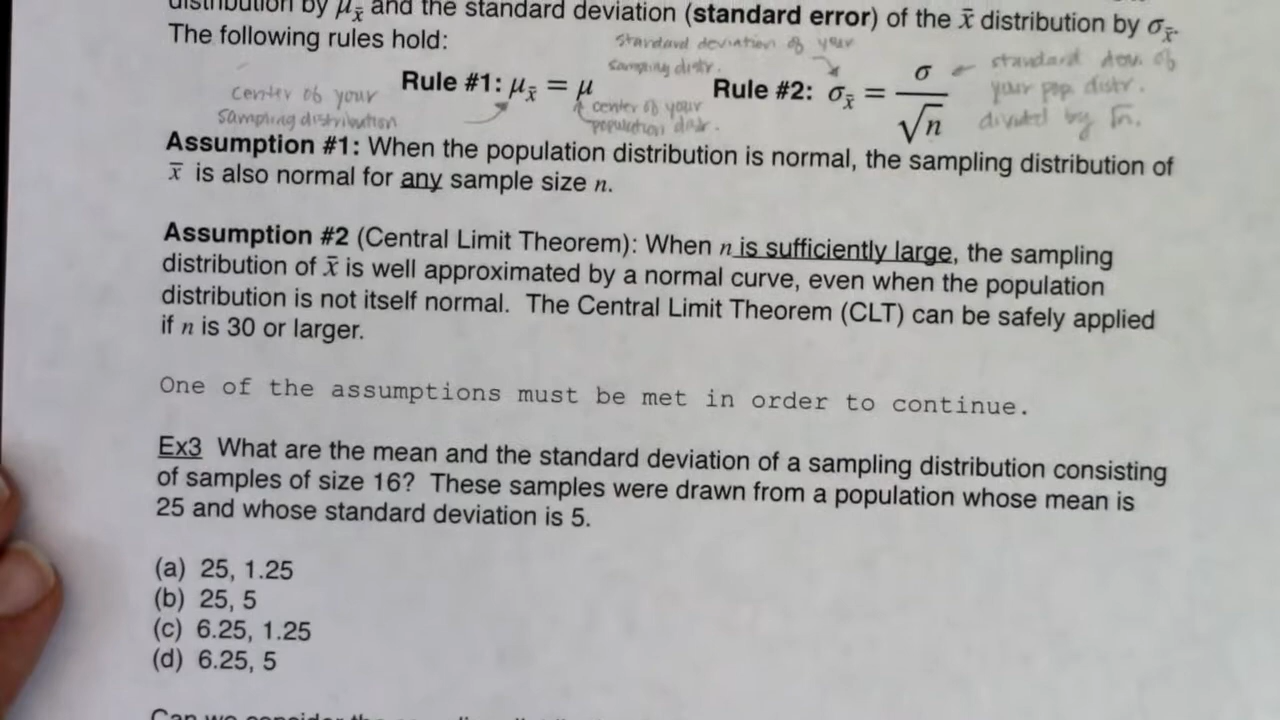 distribution by μx̄ and the standard deviation (standard error) of the x̄ distribution by σx̄.
The following rules hold:
standard deviation of your
sampling distr.
Rule #1: μx̄ = μ
Rule #2: σx̄ = σ/√n
standard dev. of
your pop distr.
divided by √n.
center of your
sampling distribution
center of your
population distr.
Assumption #1: When the population distribution is normal, the sampling distribution of
x̄ is also normal for any sample size n.
Assumption #2 (Central Limit Theorem): When n is sufficiently large, the sampling
distribution of x̄ is well approximated by a normal curve, even when the population
distribution is not itself normal. The Central Limit Theorem (CLT) can be safely applied
if n is 30 or larger.
One of the assumptions must be met in order to continue.
Ex3 What are the mean and the standard deviation of a sampling distribution consisting
of samples of size 16? These samples were drawn from a population whose mean is
25 and whose standard deviation is 5.
(a) 25, 1.25
(b) 25, 5
(c) 6.25, 1.25
(d) 6.25, 5
Can we consider the